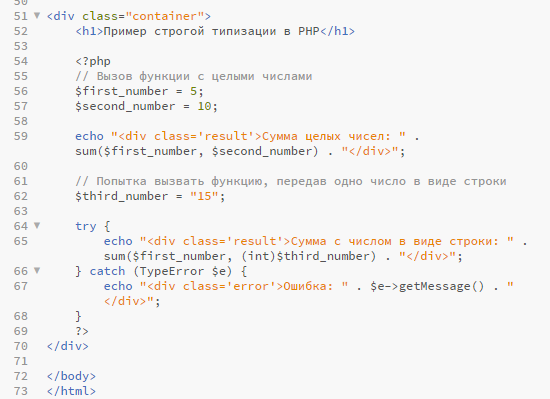 50
51 <div class="container">
52 <h1>Пример строгой типизации в PHP</h1>
53
54 <?php
55 // Вызов функции с целыми числами
56 $first_number = 5;
57 $second_number = 10;
58
59 echo "<div class='result'>Сумма целых чисел: " .
sum($first_number, $second_number) . "</div>";
60
61 // Попытка вызвать функцию, передав одно число в виде строки
62 $third_number = "15";
63
64 try {
65 echo "<div class='result'>Сумма с числом в виде строки: " .
sum($first_number, (int)$third_number) . "</div>";
66 } catch (TypeError $e) {
67 echo "<div class='error'>Ошибка: " . $e->getMessage() . "
</div>";
68 }
69 ?>
70 </div>
71
72 </body>
73 </html>